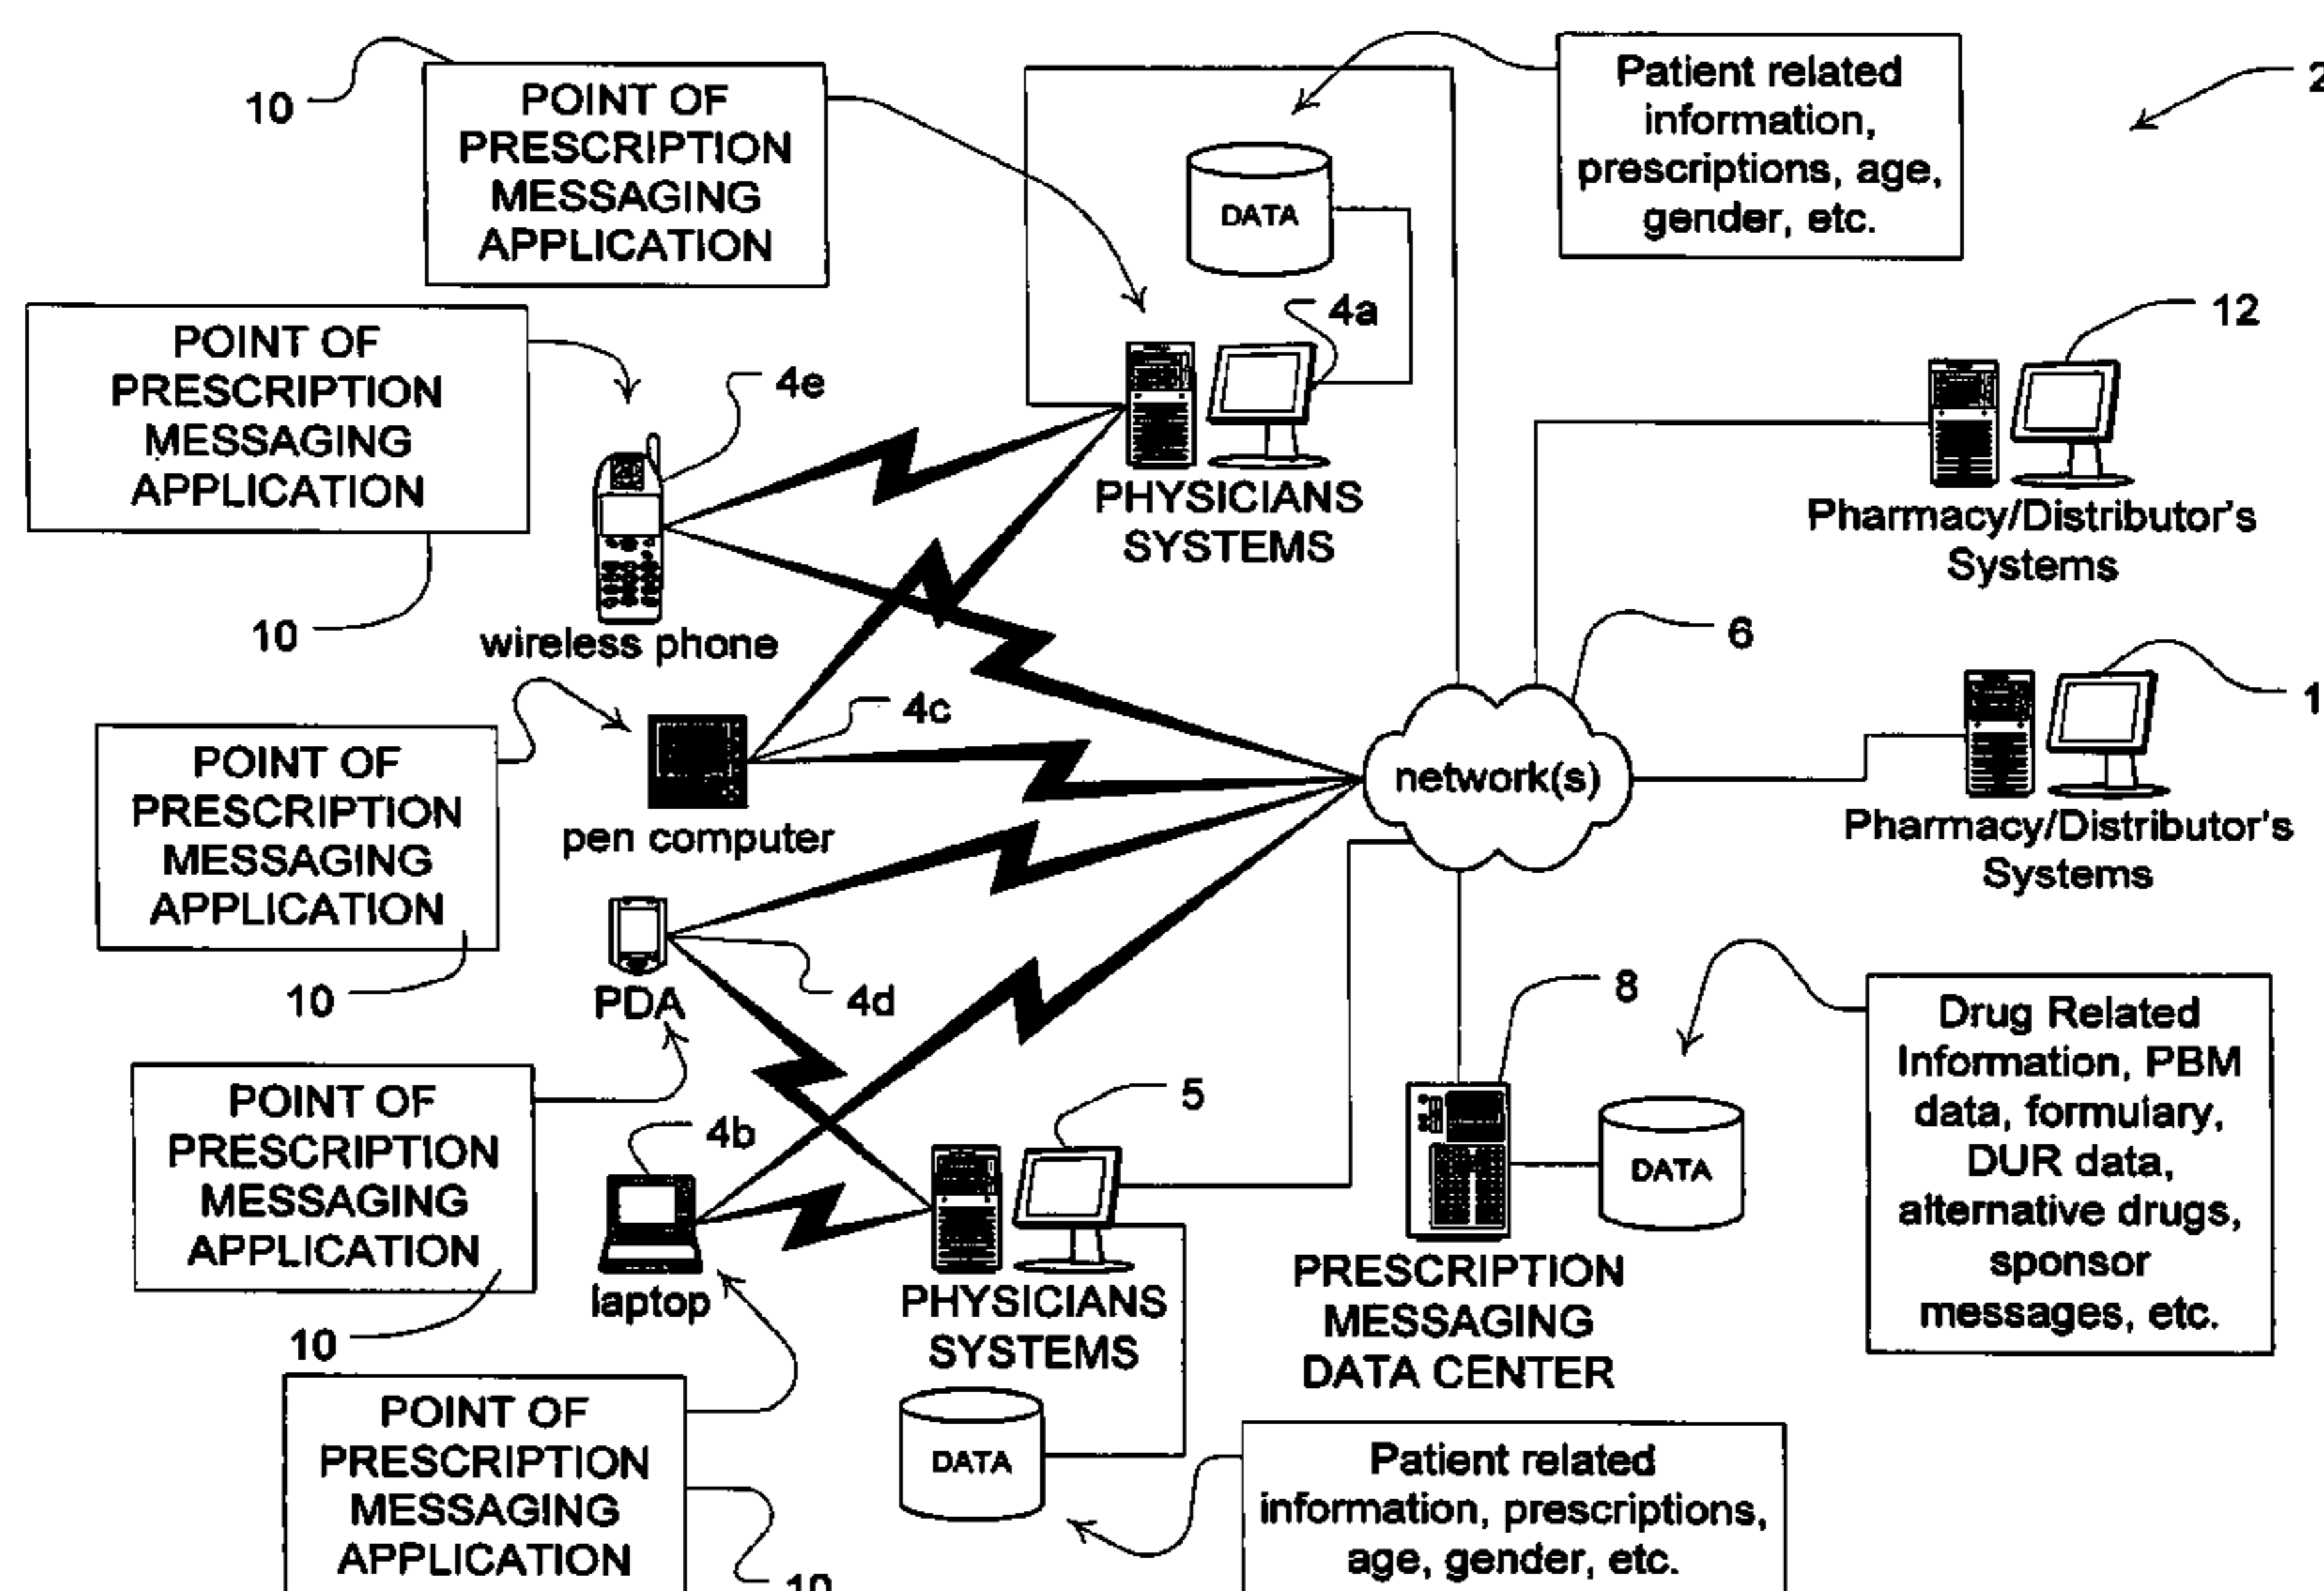 10
POINT OF
PRESCRIPTION
MESSAGING
APPLICATION
Patient related
information,
prescriptions, age,
gender, etc.
2
DATA
4a
PHYSICIANS
SYSTEMS
12
Pharmacy/Distributor's
Systems
POINT OF
PRESCRIPTION
MESSAGING
APPLICATION
10
4e
wireless phone
6
network(s)
1
Pharmacy/Distributor's
Systems
POINT OF
PRESCRIPTION
MESSAGING
APPLICATION
10
4c
pen computer
4d
PDA
POINT OF
PRESCRIPTION
MESSAGING
APPLICATION
10
4b
laptop
5
PHYSICIANS
SYSTEMS
DATA
8
DATA
PRESCRIPTION
MESSAGING
DATA CENTER
Drug Related
Information, PBM
data, formulary,
DUR data,
alternative drugs,
sponsor
messages, etc.
POINT OF
PRESCRIPTION
MESSAGING
APPLICATION
10
Patient related
information, prescriptions,
age, gender, etc.